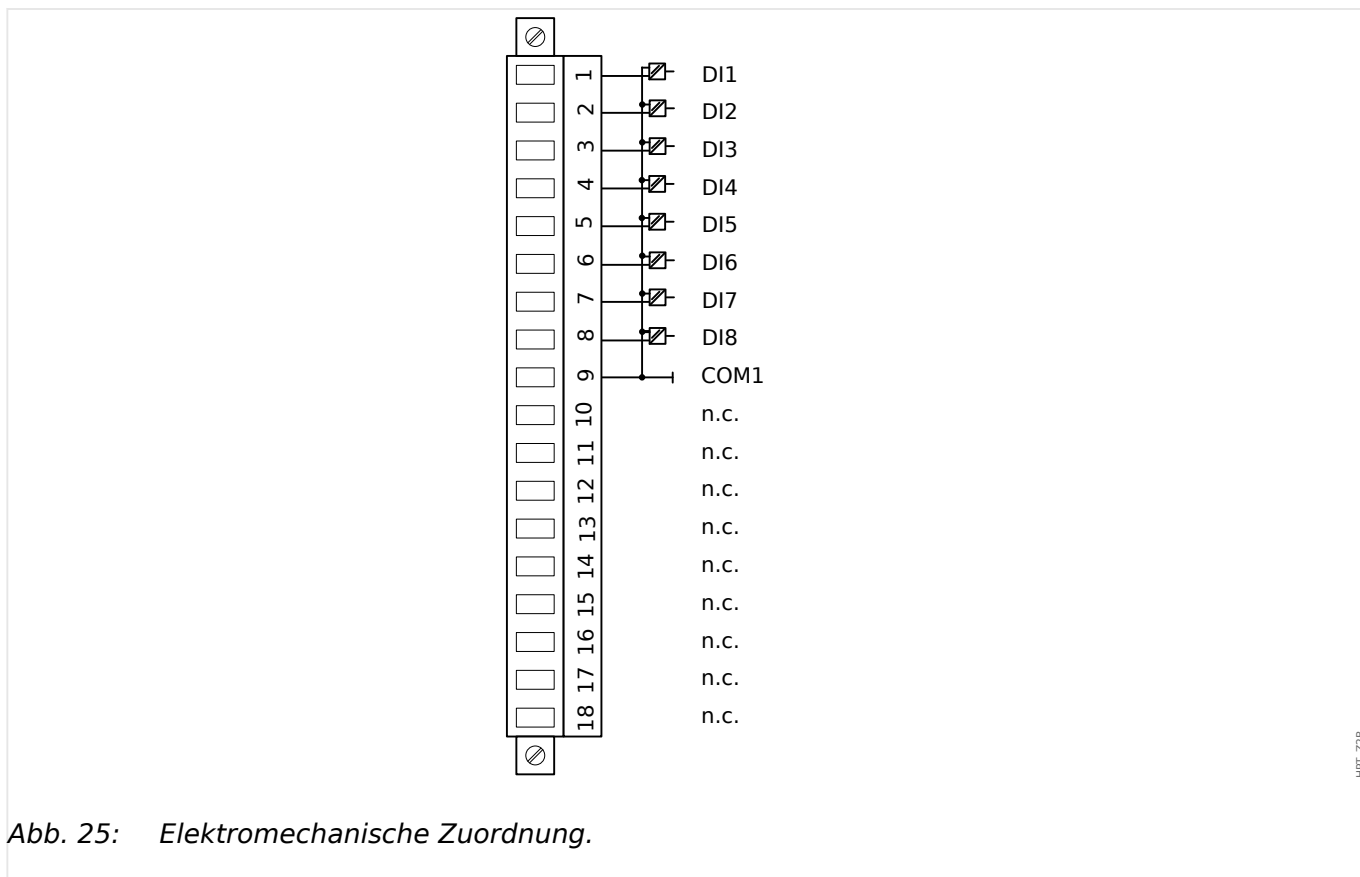 1 DI1
2 DI2
3 DI3
4 DI4
5 DI5
6 DI6
7 DI7
8 DI8
9 COM1
10 n.c.
11 n.c.
12 n.c.
13 n.c.
14 n.c.
15 n.c.
16 n.c.
17 n.c.
18 n.c.
Abb. 25: Elektromechanische Zuordnung.